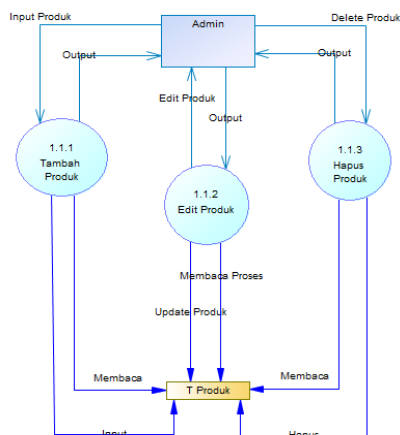 Input Produk
Admin
Delete Produk
Output
Output
Edit Produk
Output
1.1.1
Tambah
Produk
1.1.3
Hapus
Produk
1.1.2
Edit Produk
Membaca Proses
Update Produk
Membaca
Membaca
T Produk
Input
Hapus